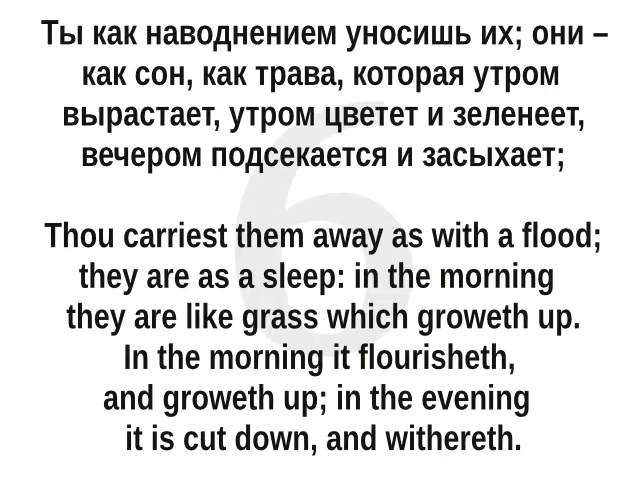 Ты как наводнением уносишь их; они –
как сон, как трава, которая утром
вырастает, утром цветет и зеленеет,
вечером подсекается и засыхает;
6
Thou carriest them away as with a flood;
they are as a sleep: in the morning
they are like grass which groweth up.
In the morning it flourisheth,
and groweth up; in the evening
it is cut down, and withereth.